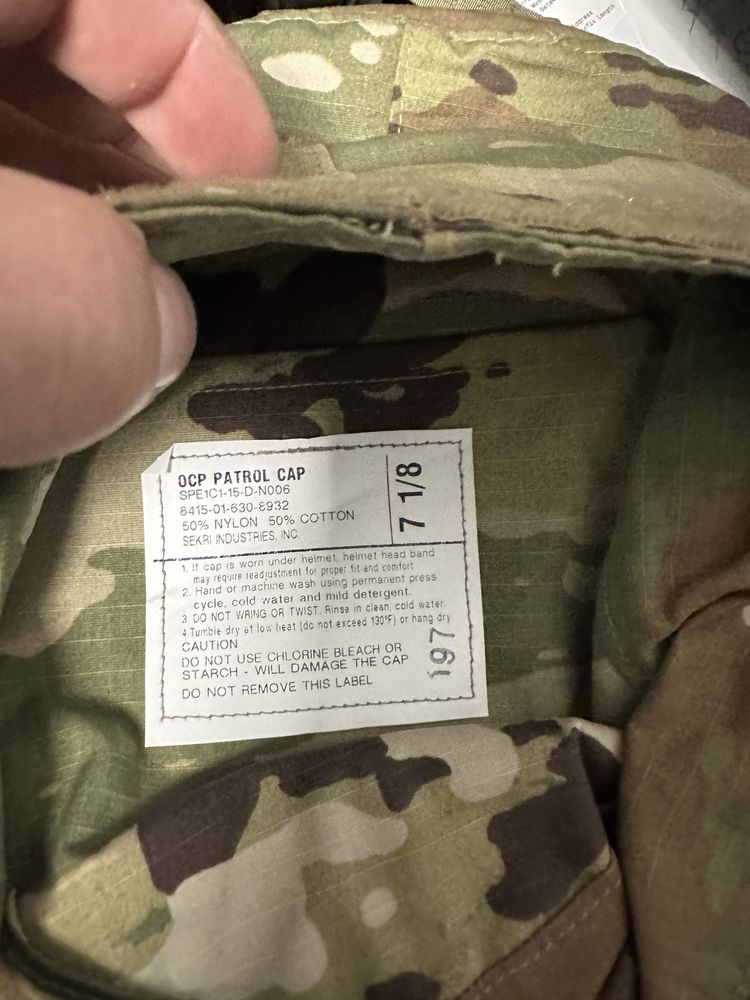 OCP PATROL CAP
SPE1C1-15-D-N006
8415-01-630-8932
50% NYLON 50% COTTON
SEKRI INDUSTRIES, INC.
7 1/8
1. If cap is worn under helmet, helmet head band
may require readjustment for proper fit and comfort
2. Hand or machine wash using permanent press
cycle, cold water and mild detergent.
3. DO NOT WRING OR TWIST. Rinse in clean, cold water.
4. Tumble dry at low heat (do not exceed 130°F) or hang dry
CAUTION
DO NOT USE CHLORINE BLEACH OR
STARCH - WILL DAMAGE THE CAP
DO NOT REMOVE THIS LABEL
197